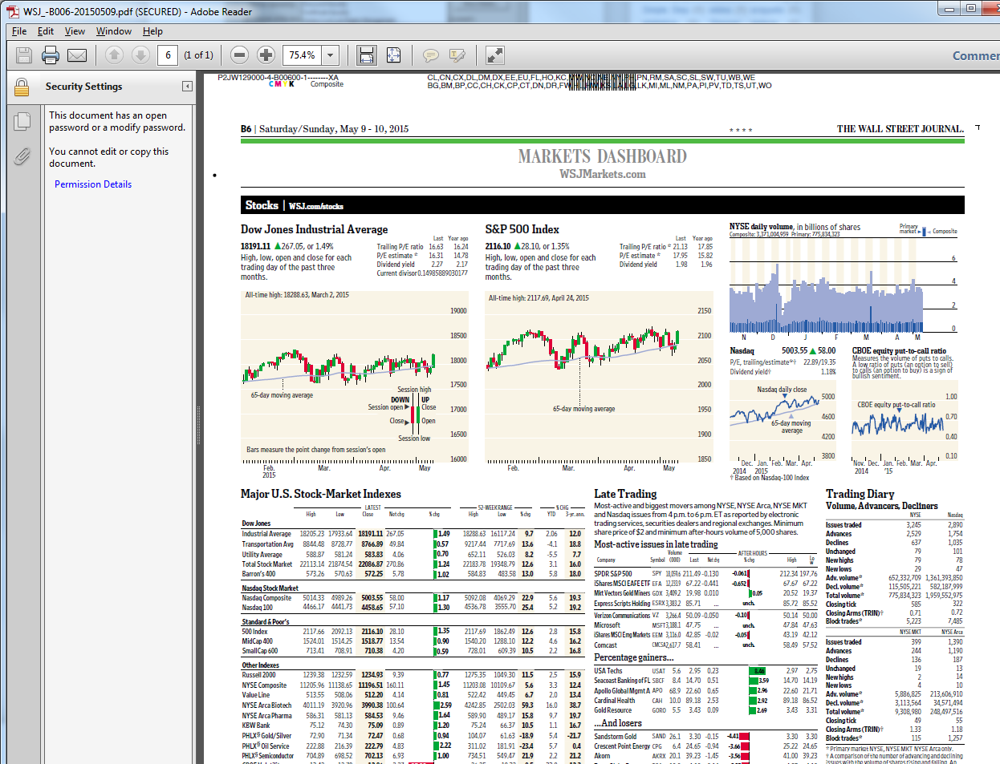 WSJ_-B006-20150509.pdf (SECURED) - Adobe Reader
File Edit View Window Help
6 (1 of 1) 75.4% Commen
Security Settings
This document has an open
password or a modify password.
You cannot edit or copy this
document.
Permission Details
P2JW129000-4-B00600-1--------XA
CMYK Composite
CL,CN,CX,DL,DM,DX,EE,EU,FL,HO,KC, PN,RM,SA,SC,SL,SW,TU,WB,WE
BG,BM,BP,CC,CH,CK,CP,CT,DN,DR,FW LK,MI,ML,NM,PA,PI,PV,TD,TS,UT,WO
B6 | Saturday/Sunday, May 9 - 10, 2015 * * * * THE WALL STREET JOURNAL.
MARKETS DASHBOARD
WSJMarkets.com
Stocks | WSJ.com/stocks
Dow Jones Industrial Average
18191.11 ▲267.05, or 1.49%
High, low, open and close for each
trading day of the past three
months.
Last Year ago
Trailing P/E ratio 16.63 16.24
P/E estimate * 16.31 14.78
Dividend yield 2.27 2.17
Current divisor 0.14985889030177
All-time high: 18288.63, March 2, 2015
19000
18500
18000
17500
17000
16500
16000
65-day moving average
Session high
DOWN UP
Session open Close
Close Open
Session low
Bars measure the point change from session's open
Feb. Mar. Apr. May
2015
S&P 500 Index
2116.10 ▲28.10, or 1.35%
High, low, open and close for each
trading day of the past three
months.
Last Year ago
Trailing P/E ratio * 21.13 17.85
P/E estimate * 17.95 15.82
Dividend yield 1.98 1.96
All-time high: 2117.69, April 24, 2015
2150
2100
2050
2000
1950
1900
1850
65-day moving average
Feb. Mar. Apr. May
NYSE daily volume, in billions of shares
Composite: 3,371,004,959 Primary: 775,834,323
Primary market Composite
6
4
2
0
N D J F M A M
Nasdaq 5003.55 ▲ 58.00
P/E, trailing/estimate*† 22.89/19.35
Dividend yield† 1.18%
Nasdaq daily close
5000
4600
4200
3800
65-day moving
average
Dec. Jan. Feb. Mar. Apr.
2014 2015
† Based on Nasdaq-100 Index
CBOE equity put-to-call ratio
Measures the volume of puts to calls.
A low ratio of puts (an option to sell)
to calls (an option to buy) is a sign of
bullish sentiment.
CBOE equity put-to-call ratio
1.00
0.70
0.40
0.10
Nov. Dec. Jan. Feb. Mar. Apr.
2014 '15
Major U.S. Stock-Market Indexes
LATEST 52-WEEK RANGE % CHG
High Low Close Net chg % chg High Low % chg YTD 3-yr. ann.
Dow Jones
Industrial Average 18205.23 17933.64 18191.11 267.05 1.49 18288.63 16117.24 9.7 2.06 12.0
Transportation Avg 8844.48 8728.77 8766.89 49.84 0.57 9217.44 7717.69 13.6 -4.1 18.8
Utility Average 588.87 581.24 583.83 4.06 0.70 652.11 526.03 8.2 -5.5 7.7
Total Stock Market 22113.14 21874.54 22086.87 270.86 1.24 22183.78 19348.79 12.6 3.1 16.0
Barron's 400 573.26 570.63 572.25 5.78 1.02 584.83 483.58 13.0 5.8 18.0
Nasdaq Stock Market
Nasdaq Composite 5014.33 4989.26 5003.55 58.00 1.17 5092.08 4069.29 22.9 5.6 19.3
Nasdaq 100 4466.17 4441.73 4458.65 57.10 1.30 4536.78 3555.70 25.4 5.2 19.2
Standard & Poor's
500 Index 2117.66 2092.13 2116.10 28.10 1.35 2117.69 1862.49 12.6 2.8 15.8
MidCap 400 1524.01 1514.25 1518.77 13.54 0.90 1540.20 1288.10 12.2 4.6 16.2
SmallCap 600 713.41 708.91 710.38 4.20 0.59 728.01 609.39 10.5 2.2 16.8
Other Indexes
Russell 2000 1239.38 1232.59 1234.93 9.39 0.77 1275.35 1049.30 11.5 2.5 15.9
NYSE Composite 11205.96 11138.65 11196.51 160.11 1.45 11203.08 10109.67 5.6 3.3 12.4
Value Line 513.55 508.06 512.20 4.14 0.81 522.42 449.45 6.7 2.0 13.4
NYSE Arca Biotech 4011.19 3920.96 3990.38 100.64 2.59 4242.85 2502.03 59.3 16.0 38.7
NYSE Arca Pharma 586.31 581.13 584.53 9.46 1.64 589.90 489.17 15.8 9.7 19.7
KBW Bank 75.12 74.30 75.09 0.89 1.20 75.24 66.37 10.5 1.1 16.7
PHLX§ Gold/Silver 72.90 71.34 72.47 0.68 0.94 104.07 61.63 -18.9 5.4 -21.7
PHLX§ Oil Service 222.88 216.39 222.79 4.83 2.22 311.02 181.91 -23.4 5.7 0.4
PHLX§ Semiconductor 704.89 698.52 702.13 6.93 1.00 734.51 549.47 21.9 2.2 21.2
Late Trading
Most-active and biggest movers among NYSE, NYSE Arca, NYSE MKT
and Nasdaq issues from 4 p.m. to 6 p.m. ET as reported by electronic
trading services, securities dealers and regional exchanges. Minimum
share price of $2 and minimum after-hours volume of 5,000 shares.
Most-active issues in late trading
Volume AFTER HOURS
Company Symbol (000) Last Net chg High Low
SPDR S&P 500 SPY 18,059.6 211.49 -0.130 -0.061 212.34 197.76
iShares MSCI EAFE ETF EFA 12,233.9 67.22 -0.441 -0.652 67.67 67.22
Mkt Vectors Gold Miners GDX 3,409.2 19.98 0.010 0.05 20.52 19.37
Express Scripts Holding ESRX 3,383.2 85.71 ... unch. 85.72 85.52
Verizon Communications VZ 3,266.4 50.09 -0.050 -0.10 50.14 50.00
Microsoft MSFT 3,188.1 47.75 ... unch. 47.84 47.63
iShares MSCI Emg Markets EEM 3,116.0 42.85 -0.02 -0.05 43.19 42.12
Comcast CMCSA 2,617.7 58.41 ... unch. 58.49 57.52
Percentage gainers...
USA Techs USAT 5.6 2.95 0.23 8.46 2.97 2.75
Seacoast Banking of FL SBCF 8.4 14.70 0.51 3.59 14.70 14.19
Apollo Global Mgmt A APO 68.9 22.60 0.65 2.96 22.60 21.71
Cardinal Health CAH 10.0 89.18 2.53 2.92 89.18 86.52
Gold Resource GORO 5.5 3.43 0.09 2.69 3.43 3.31
...And losers
Sandstorm Gold SAND 26.1 3.30 -0.15 -4.41 3.30 3.30
Crescent Point Energy CPG 6.4 24.65 -0.94 -3.66 25.22 24.65
Akorn AKRX 20.1 39.23 -1.45 -3.56 41.00 39.23
Trading Diary
Volume, Advancers, Decliners
NYSE Nasdaq
Issues traded 3,245 2,890
Advances 2,529 1,754
Declines 637 1,035
Unchanged 79 101
New highs 79 78
New lows 29 47
Adv. volume* 652,332,709 1,361,393,850
Decl. volume* 115,505,221 582,187,999
Total volume* 775,834,323 1,959,552,975
Closing tick 585 322
Closing Arms (TRIN)† 0.71 0.72
Block trades* 5,223 7,485
NYSE MKT NYSE Arca
Issues traded 399 1,390
Advances 244 1,190
Declines 136 187
Unchanged 19 13
New highs 2 14
New lows 4 10
Adv. volume* 5,886,825 213,606,910
Decl. volume* 3,113,564 34,571,494
Total volume* 9,308,980 248,497,516
Closing tick 49 55
Closing Arms (TRIN)† 1.33 1.18
Block trades* 115 1,257
* Primary market NYSE, NYSE MKT NYSE Arca only.
† A comparison of the number of advancing and declining
issues with the volume of shares rising and falling. An